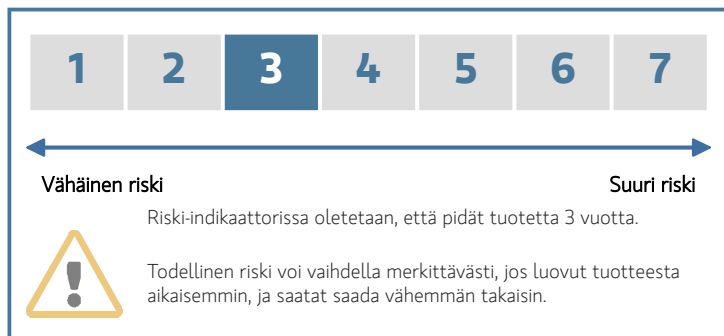 1 2 3 4 5 6 7
Vähäinen riski Suuri riski
Riski-indikaattorissa oletetaan, että pidät tuotetta 3 vuotta.
Todellinen riski voi vaihdella merkittävästi, jos luovut tuotteesta
aikaisemmin, ja saatat saada vähemmän takaisin.